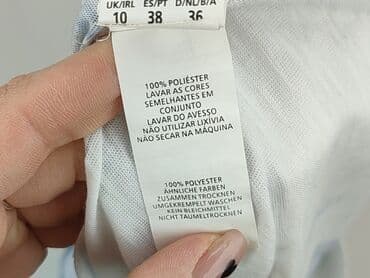 UK/IRL ES/PT D/NL/B/A
10 38 36
100% POLIÉSTER
LAVAR AS CORES
SEMELHANTES EM
CONJUNTO
LAVAR DO AVESSO
NÃO UTILIZAR LIXÍVIA
NÃO SECAR NA MÁQUINA
100% POLYESTER
ÄHNLICHE FARBEN
ZUSAMMEN TROCKNEN
UMGEKREMPELT WASCHEN
KEIN BLEICHMITTEL
NICHT TAUMELTROCKNEN